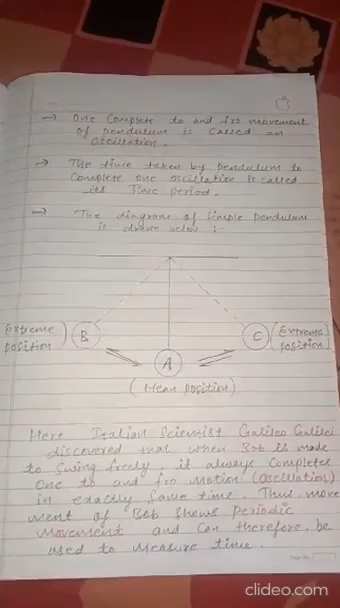 → One Complete to and fro movement
of pendulum is called an
oscillation.
→ The time taken by pendulum to
Complete one oscillation is called
its Time period.
→ The diagram of Simple pendulum
is drawn below :-
(extreme position)
B
A
C
(extreme position)
(Mean position)
Here Italian Scientist Galileo Galilei
discovered that when Bob is made
to Swing freely, it always Completes
One to and fro motion (Oscillation)
in exactly Same time. Thus, move
ment of Bob Shows Periodic
Movement and Can therefore, be
used to Measure time.
clideo.com